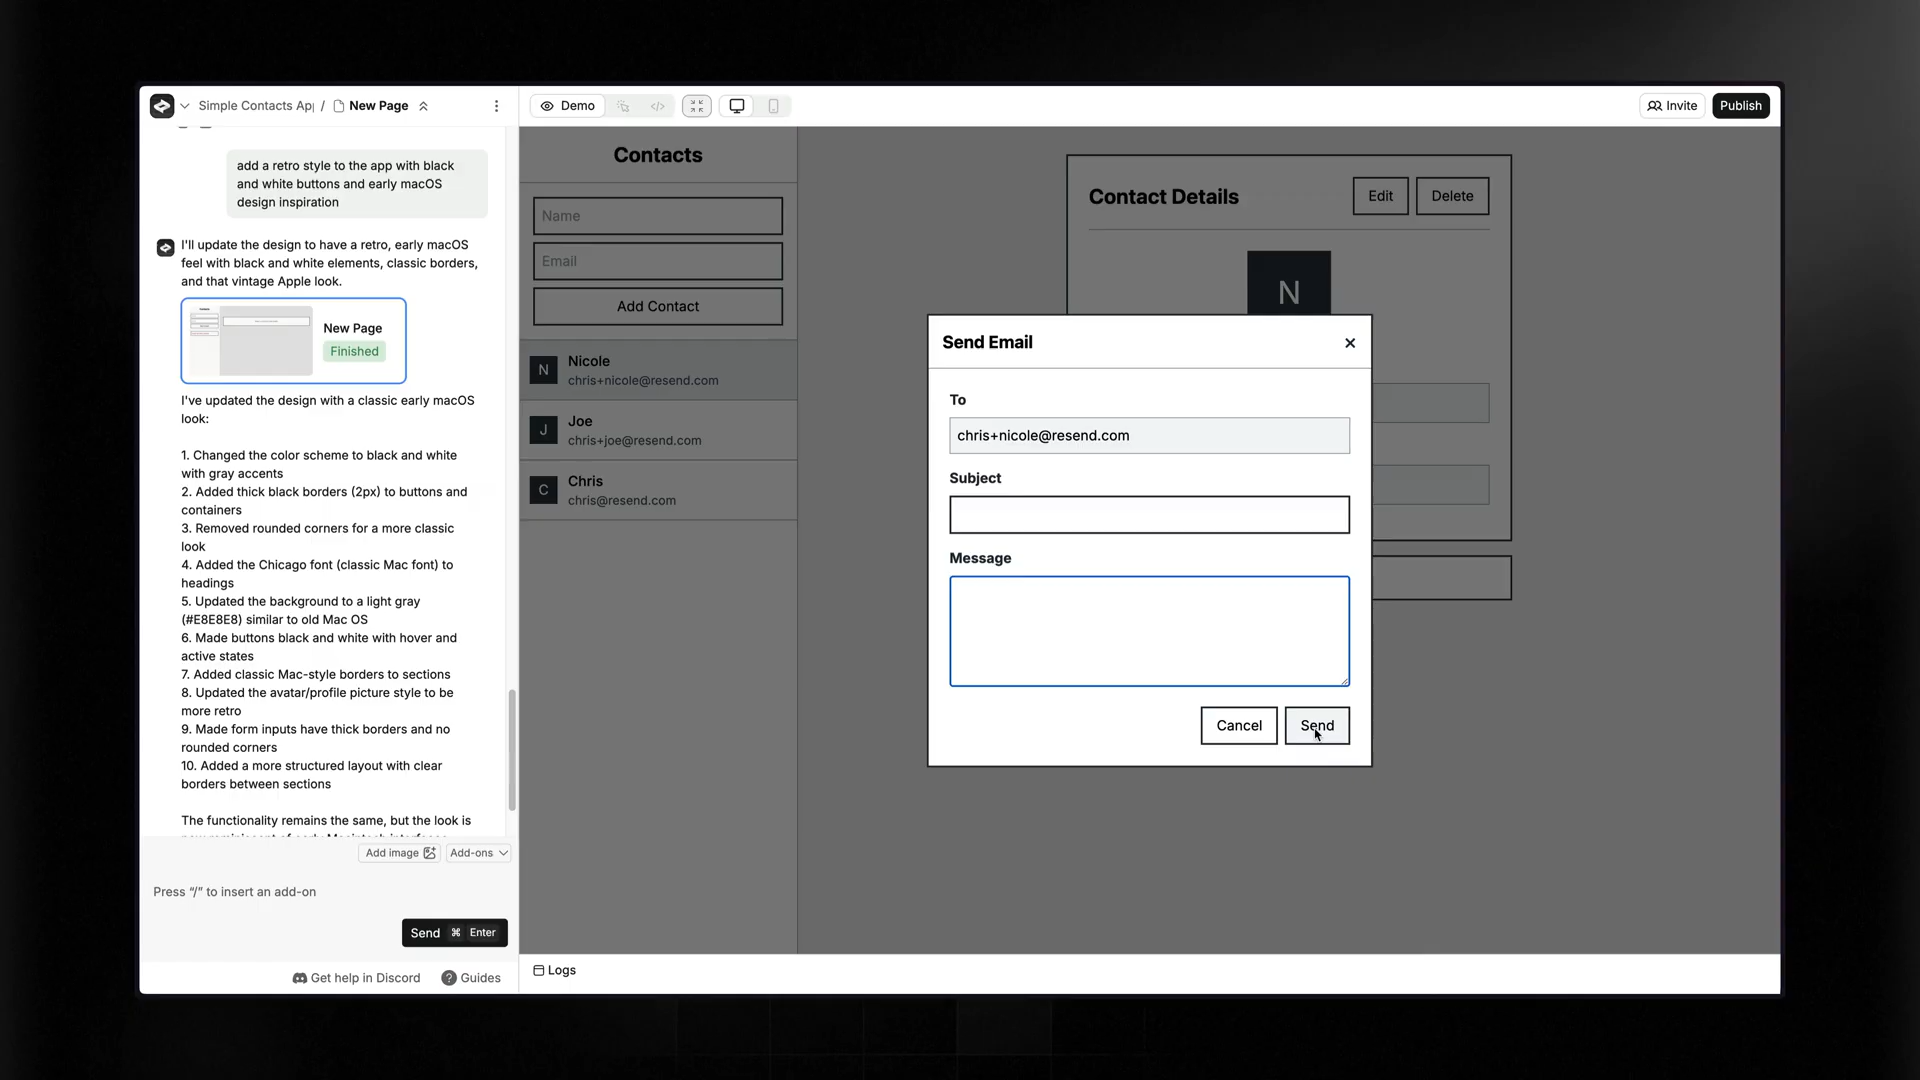 Simple Contacts Ap / New Page
Demo
Invite
Publish
add a retro style to the app with black
and white buttons and early macOS
design inspiration
I'll update the design to have a retro, early macOS
feel with black and white elements, classic borders,
and that vintage Apple look.
New Page
Finished
I've updated the design with a classic early macOS
look:
1. Changed the color scheme to black and white
with gray accents
2. Added thick black borders (2px) to buttons and
containers
3. Removed rounded corners for a more classic
look
4. Added the Chicago font (classic Mac font) to
headings
5. Updated the background to a light gray
(#E8E8E8) similar to old Mac OS
6. Made buttons black and white with hover and
active states
7. Added classic Mac-style borders to sections
8. Updated the avatar/profile picture style to be
more retro
9. Made form inputs have thick borders and no
rounded corners
10. Added a more structured layout with clear
borders between sections
The functionality remains the same, but the look is
Add image
Add-ons
Press “/” to insert an add-on
Send ⌘ Enter
Get help in Discord
? Guides
Contacts
Name
Email
Add Contact
N
Nicole
chris+nicole@resend.com
J
Joe
chris+joe@resend.com
C
Chris
chris@resend.com
Contact Details
Edit
Delete
N
Send Email
×
To
chris+nicole@resend.com
Subject
Message
Cancel
Send
Logs